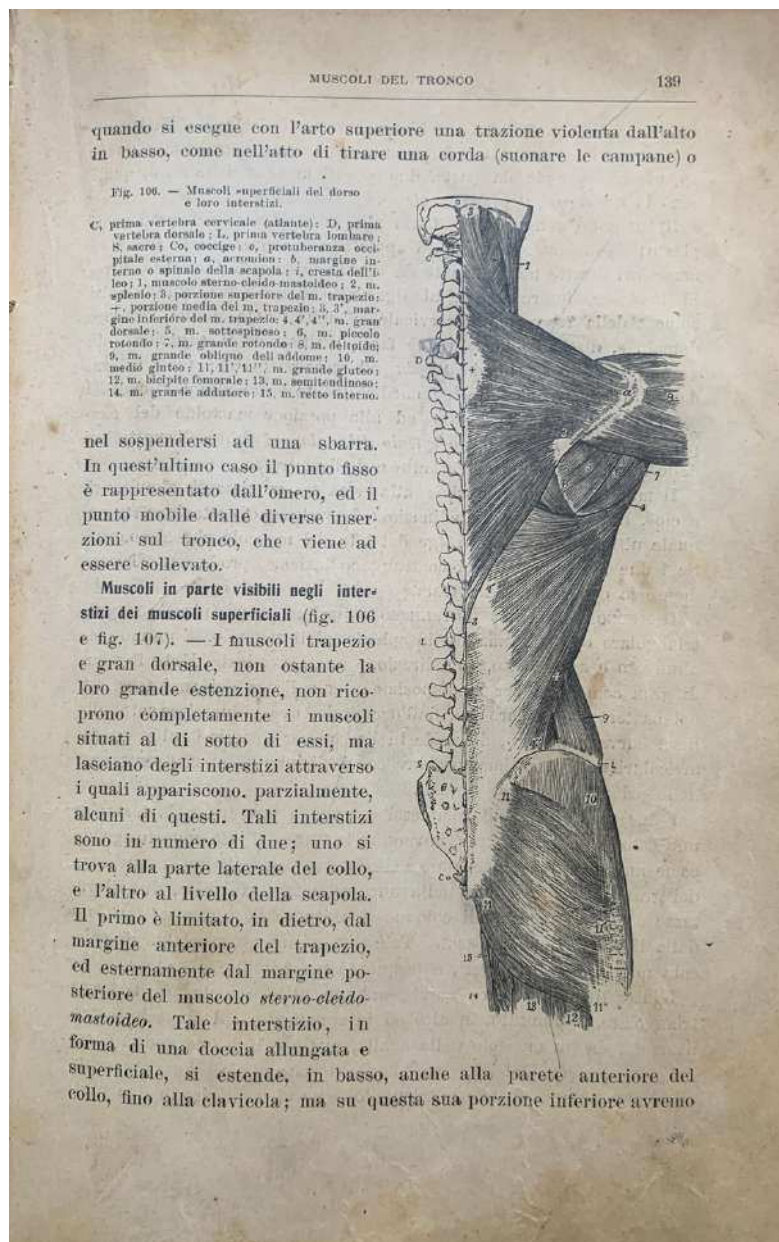 MUSCOLI DEL TRONCO 139
quando si esegue con l'arto superiore una trazione violenta dall'alto
in basso, come nell'atto di tirare una corda (suonare le campane) o
Fig. 106. — Muscoli superficiali del dorso
e loro interstizi.
C, prima vertebra cervicale (atlante); D, prima
vertebra dorsale; L, prima vertebra lombare;
S, sacro; Co, coccige; o, protuberanza occi-
pitale esterna; a, acromion; b, margine in-
terno o spinale della scapola; i, cresta dell'i-
leo; 1, muscolo sterno-cleido-mastoideo; 2, m.
splenio; 3, porzione superiore del m. trapezio;
+, porzione media del m. trapezio; 3, 3', mar-
gine inferiore del m. trapezio; 4, 4', 4'', m. gran
dorsale; 5, m. sottospinoso; 6, m. piccolo
rotondo; 7, m. grande rotondo; 8, m. deltoide;
9, m. grande obliquo dell'addome; 10, m.
medio gluteo; 11, 11', 11'', m. grande gluteo;
12, m. bicipite femorale; 13, m. semitendinoso;
14, m. grande adduttore; 15, m. retto interno.
nel sospendersi ad una sbarra.
In quest'ultimo caso il punto fisso
è rappresentato dall'omero, ed il
punto mobile dalle diverse inser-
zioni sul tronco, che viene ad
essere sollevato.
Muscoli in parte visibili negli inter-
stizi dei muscoli superficiali (fig. 106
e fig. 107). — I muscoli trapezio
e gran dorsale, non ostante la
loro grande estenzione, non rico-
prono completamente i muscoli
situati al di sotto di essi, ma
lasciano degli interstizi attraverso
i quali appariscono, parzialmente,
alcuni di questi. Tali interstizi
sono in numero di due; uno si
trova alla parte laterale del collo,
e l'altro al livello della scapola.
Il primo è limitato, in dietro, dal
margine anteriore del trapezio,
ed esternamente dal margine po-
steriore del muscolo sterno-cleido-
mastoideo. Tale interstizio, in
forma di una doccia allungata e
superficiale, si estende, in basso, anche alla parete anteriore del
collo, fino alla clavicola; ma su questa sua porzione inferiore avremo
3
1
D
+
a
7
L
3
9
S
10
11
Co
11
15
14
13
12
11''